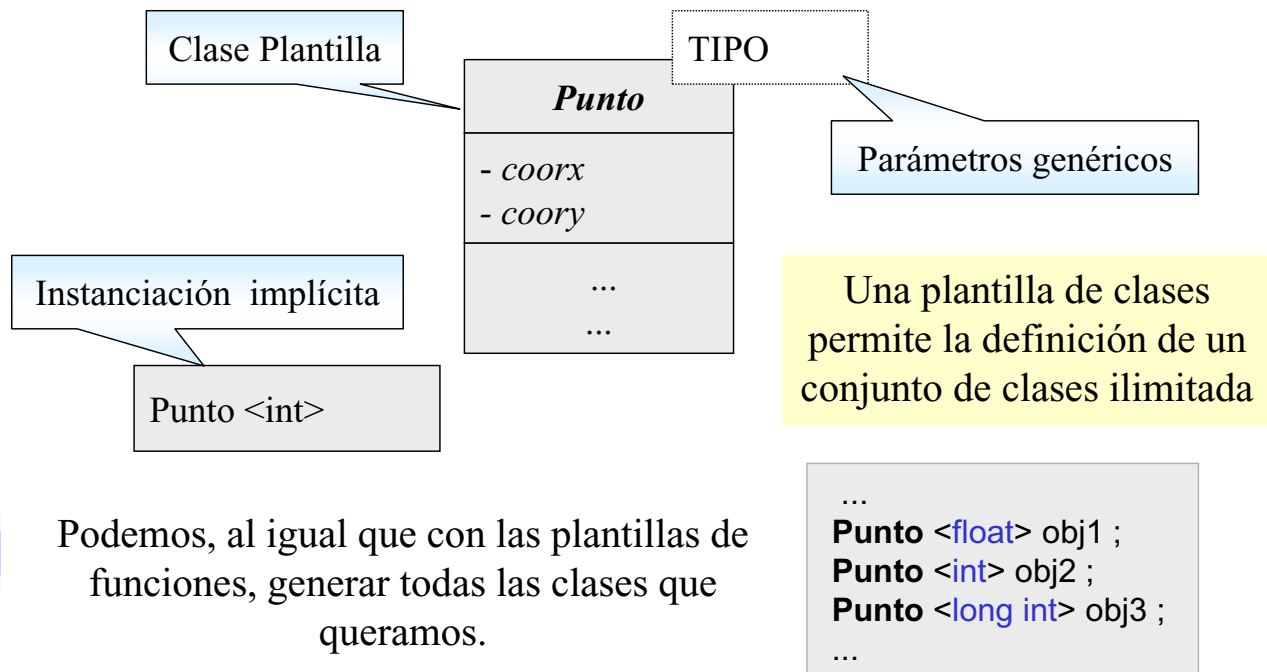 Clase Plantilla
TIPO
Punto
Parámetros genéricos
- coorx
- coory
Instanciación implícita
...
...
Punto <int>
Una plantilla de clases
permite la definición de un
conjunto de clases ilimitada
Podemos, al igual que con las plantillas de
funciones, generar todas las clases que
queramos.
...
Punto <float> obj1 ;
Punto <int> obj2 ;
Punto <long int> obj3 ;
...